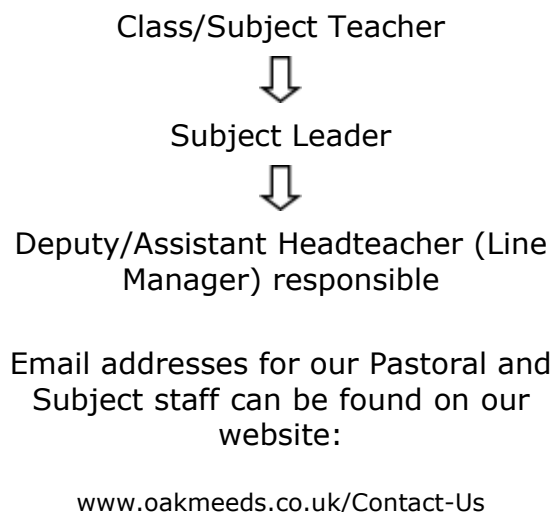 Class/Subject Teacher
Subject Leader
Deputy/Assistant Headteacher (Line
Manager) responsible
Email addresses for our Pastoral and
Subject staff can be found on our
website:
www.oakmeeds.co.uk/Contact-Us